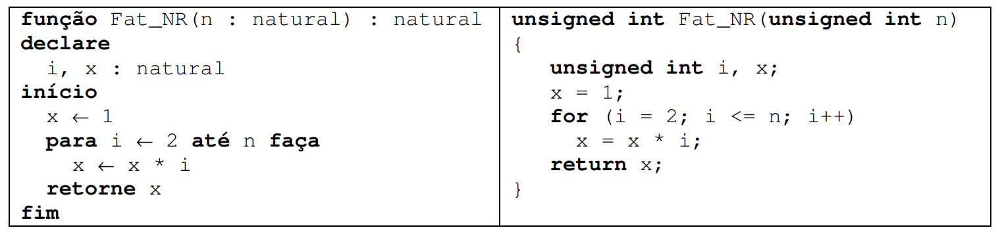 função Fat_NR(n : natural) : natural
declare
i, x : natural
início
x ← 1
para i ← 2 até n faça
x ← x * i
retorne x
fim
unsigned int Fat_NR(unsigned int n)
{
unsigned int i, x;
x = 1;
for (i = 2; i <= n; i++)
x = x * i;
return x;
}